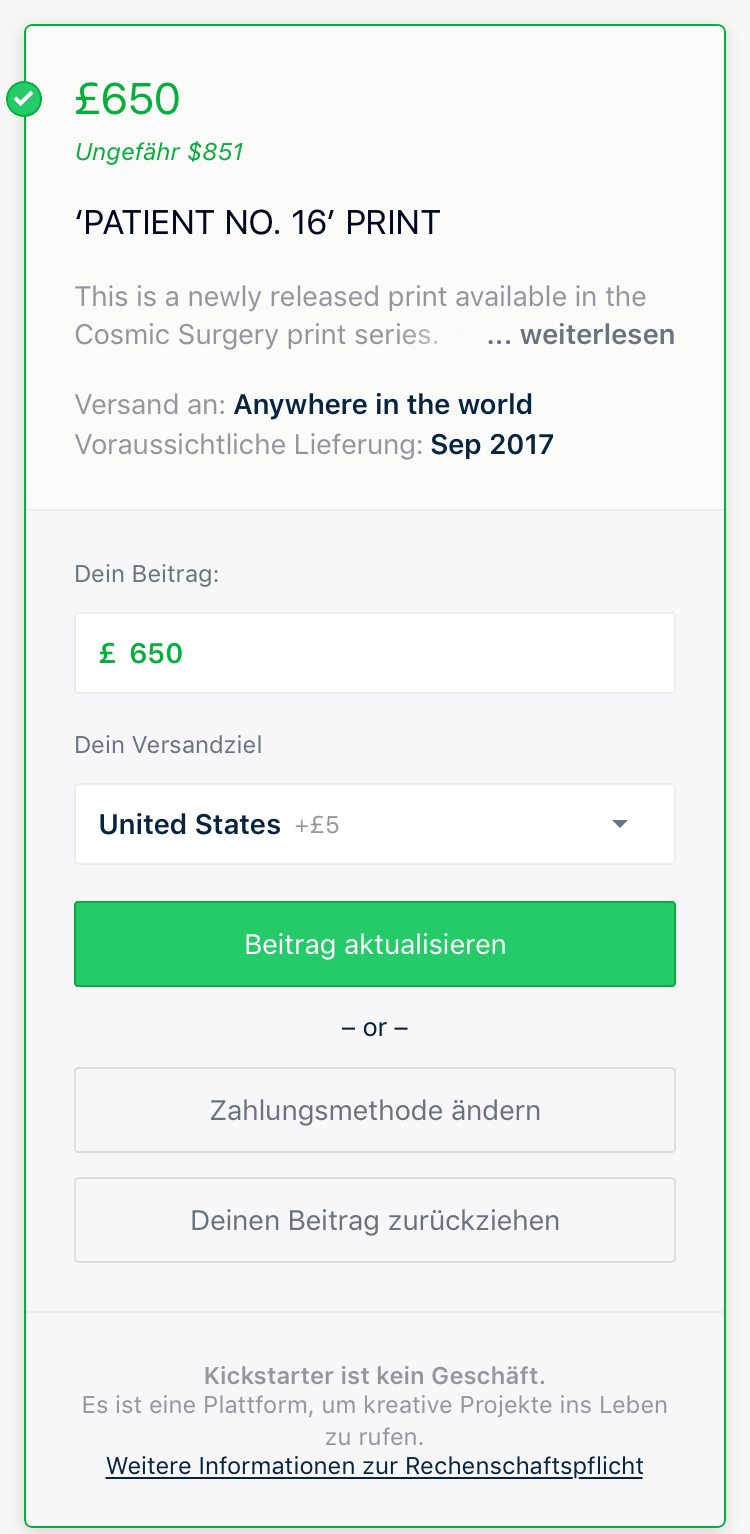 £650
Ungefähr $851
‘PATIENT NO. 16’ PRINT
This is a newly released print available in the
Cosmic Surgery print series. ... weiterlesen
Versand an: Anywhere in the world
Voraussichtliche Lieferung: Sep 2017
Dein Beitrag:
£ 650
Dein Versandziel
United States +£5
Beitrag aktualisieren
– or –
Zahlungsmethode ändern
Deinen Beitrag zurückziehen
Kickstarter ist kein Geschäft.
Es ist eine Plattform, um kreative Projekte ins Leben
zu rufen.
Weitere Informationen zur Rechenschaftspflicht